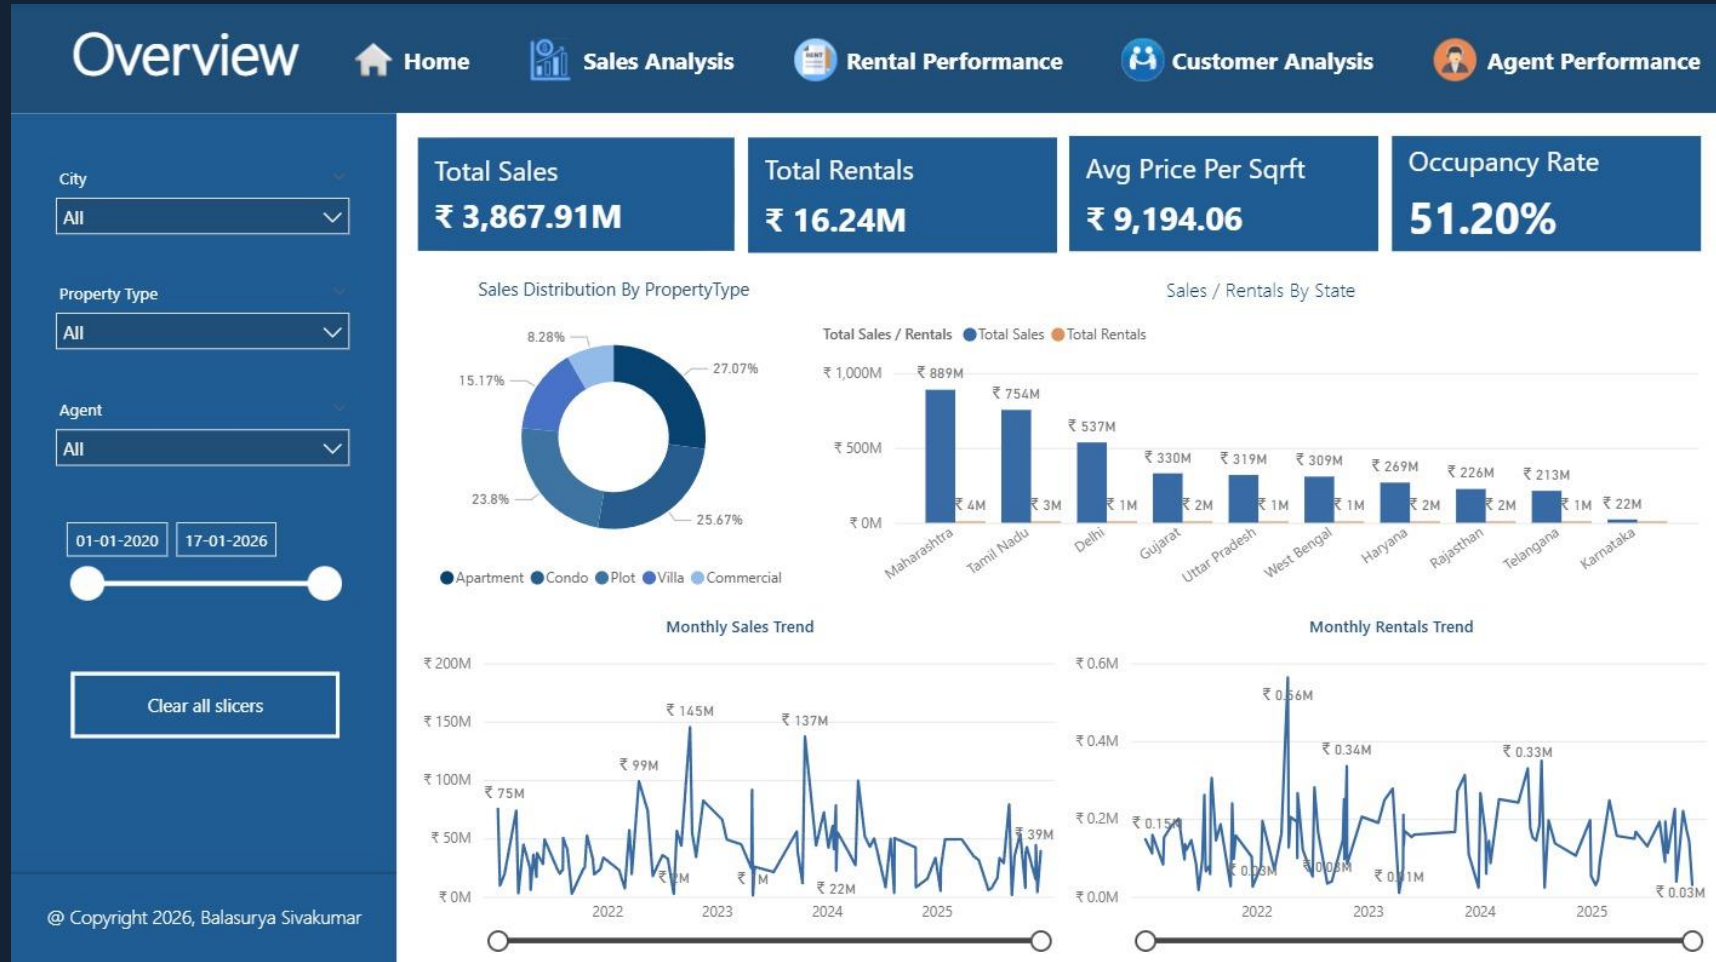 Overview
Home
Sales Analysis
Rental Performance
Customer Analysis
Agent Performance
City
All
Property Type
All
Agent
All
01-01-2020
17-01-2026
Clear all slicers
@ Copyright 2026, Balasurya Sivakumar
Total Sales
₹ 3,867.91M
Total Rentals
₹ 16.24M
Avg Price Per Sqrft
₹ 9,194.06
Occupancy Rate
51.20%
Sales Distribution By PropertyType
8.28%
27.07%
15.17%
23.8%
25.67%
Apartment Condo Plot Villa Commercial
Sales / Rentals By State
Total Sales / Rentals Total Sales Total Rentals
₹ 1,000M
₹ 500M
₹ 0M
₹ 889M
₹ 754M
₹ 537M
₹ 330M
₹ 319M
₹ 309M
₹ 269M
₹ 226M
₹ 213M
₹ 22M
₹ 4M
₹ 3M
₹ 1M
₹ 2M
₹ 1M
₹ 1M
₹ 2M
₹ 2M
₹ 1M
Maharashtra
Tamil Nadu
Delhi
Gujarat
Uttar Pradesh
West Bengal
Haryana
Rajasthan
Telangana
Karnataka
Monthly Sales Trend
₹ 200M
₹ 150M
₹ 100M
₹ 50M
₹ 0M
₹ 75M
₹ 99M
₹ 145M
₹ 137M
₹ 22M
₹ 39M
2022
2023
2024
2025
Monthly Rentals Trend
₹ 0.6M
₹ 0.4M
₹ 0.2M
₹ 0.0M
₹ 0.15M
₹ 0.56M
₹ 0.34M
₹ 0.33M
₹ 0.03M
₹ 0.03M
₹ 0.03M
2022
2023
2024
2025